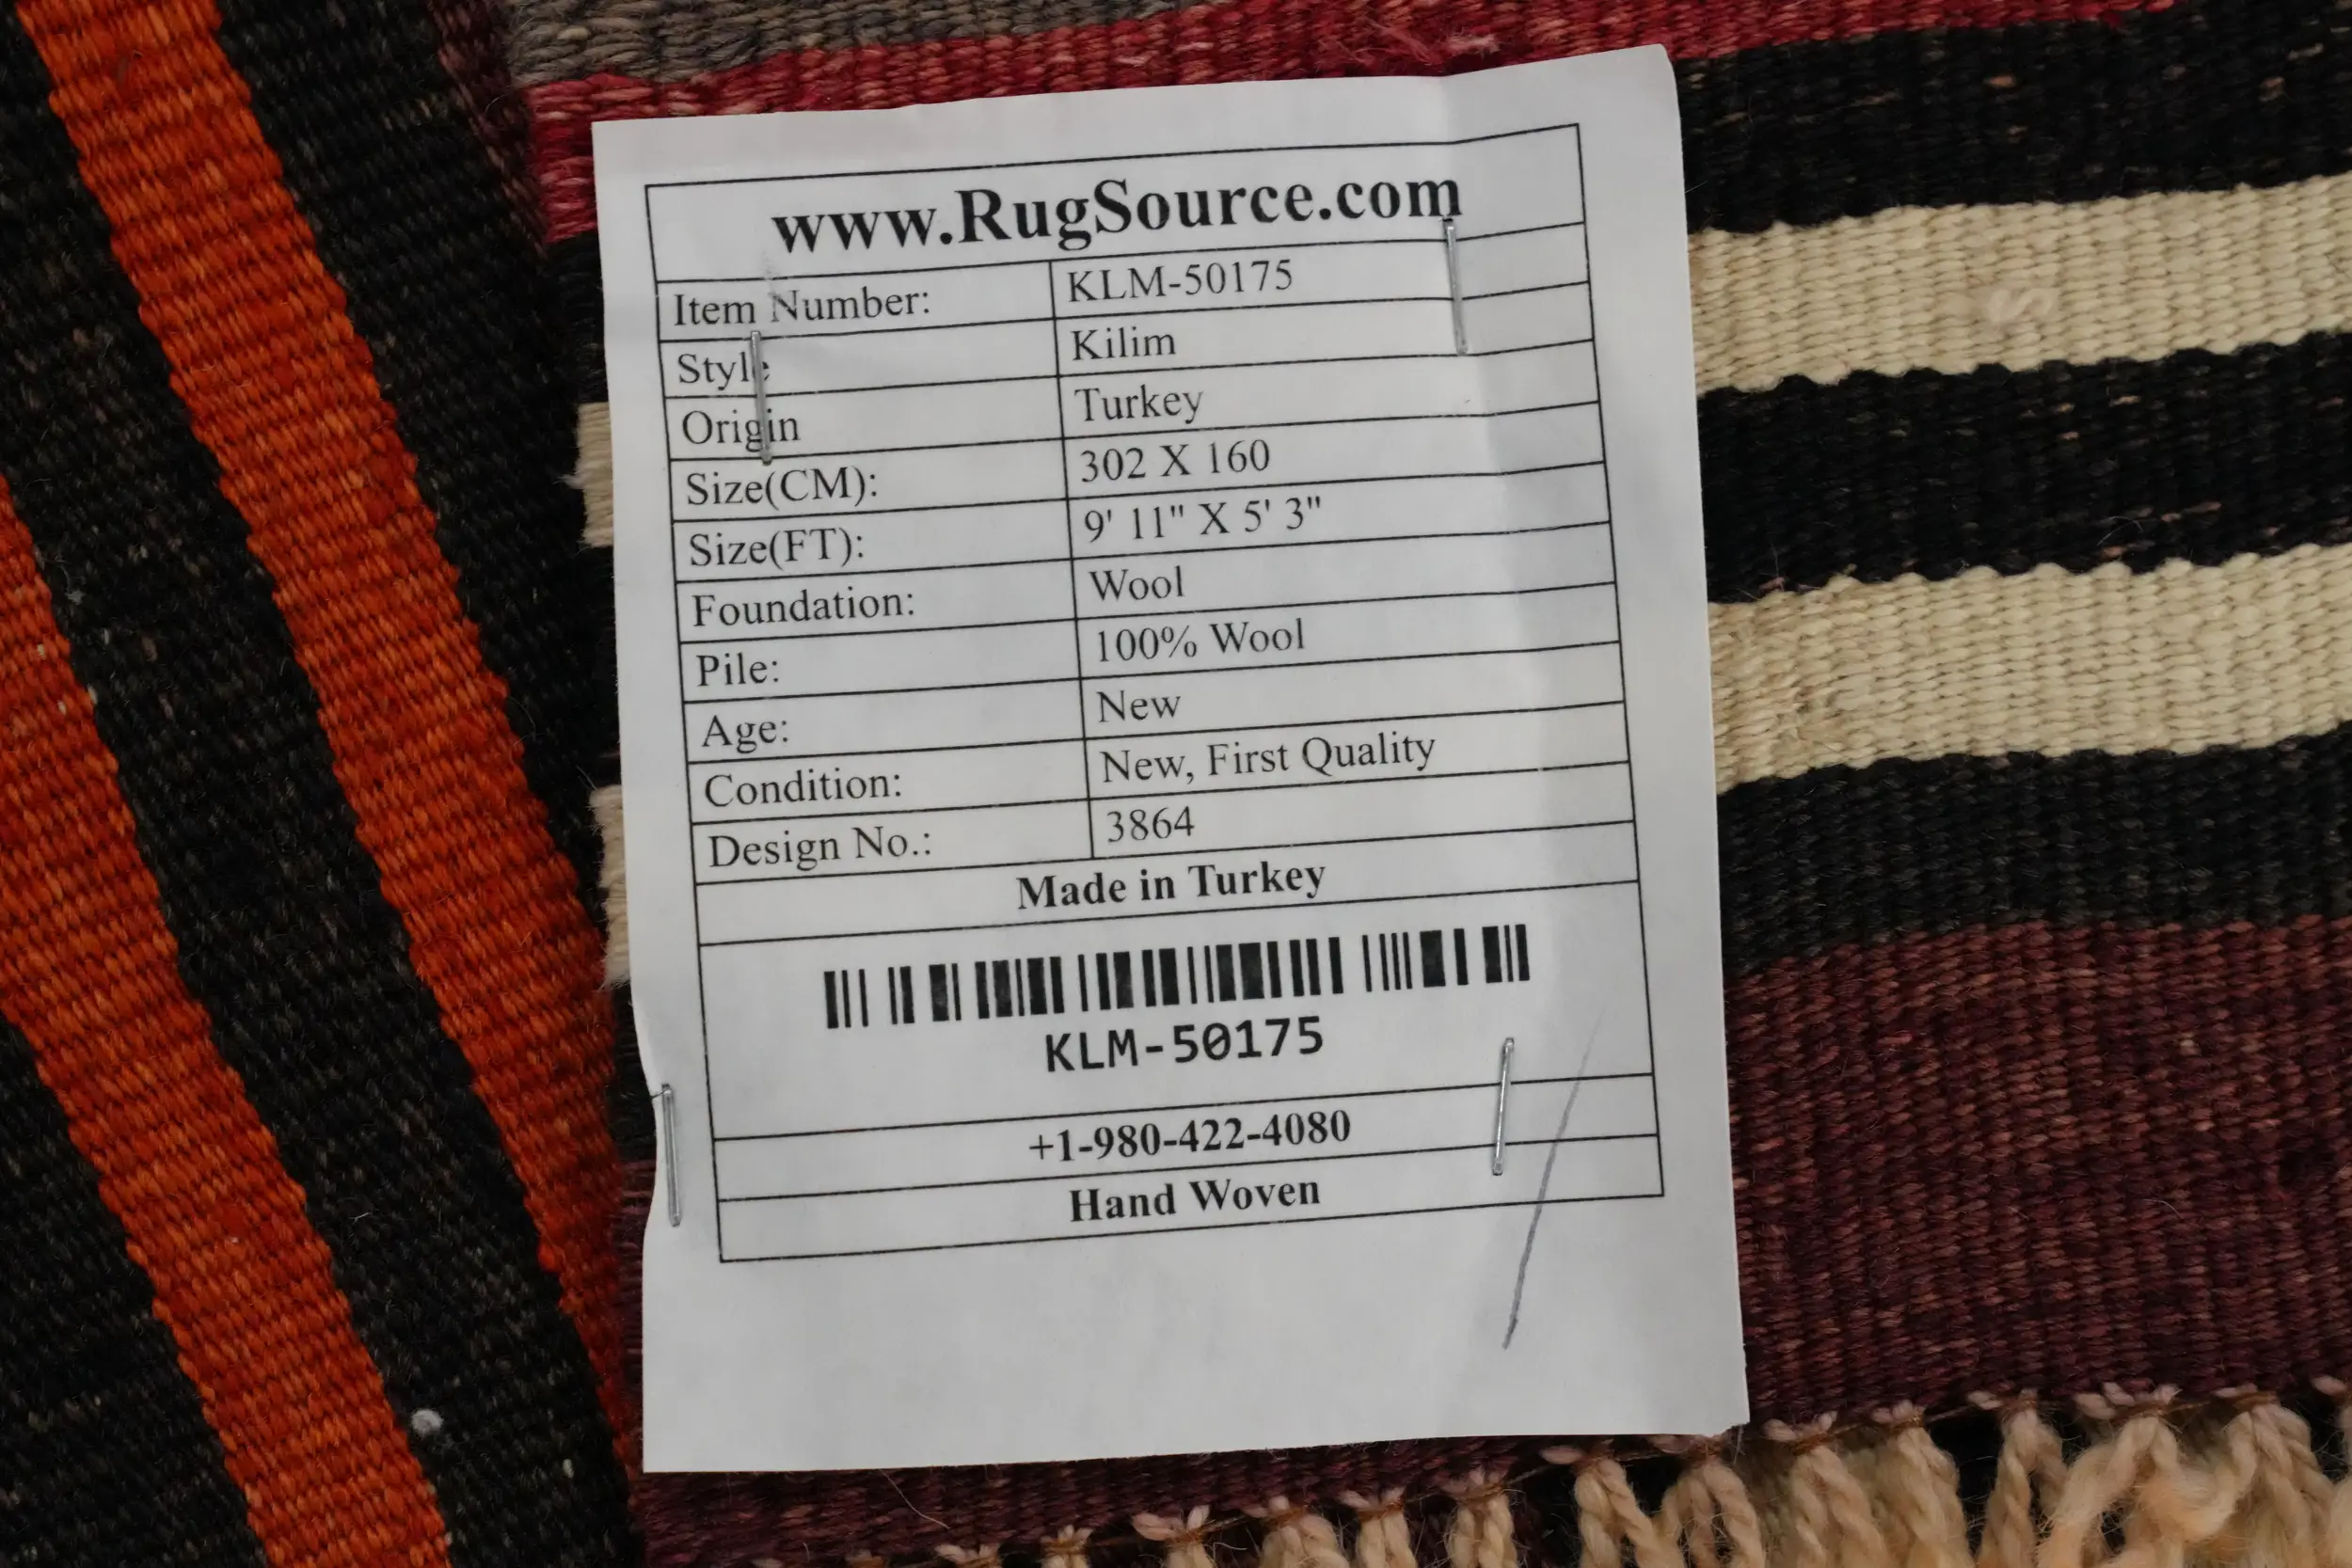 www.RugSource.com
Item Number: KLM-50175
Style Kilim
Origin Turkey
Size(CM): 302 X 160
Size(FT): 9' 11" X 5' 3"
Foundation: Wool
Pile: 100% Wool
Age: New
Condition: New, First Quality
Design No.: 3864
Made in Turkey
KLM-50175
+1-980-422-4080
Hand Woven